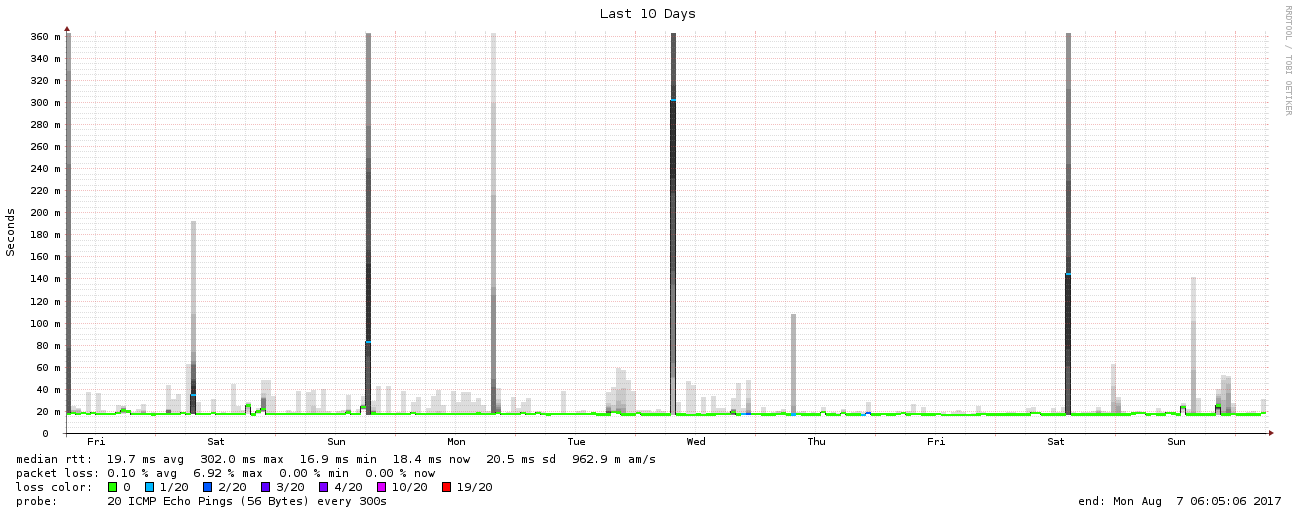 Last 10 Days
RRDTOOL / TOBI OETIKER
Seconds
360 m
340 m
320 m
300 m
280 m
260 m
240 m
220 m
200 m
180 m
160 m
140 m
120 m
100 m
80 m
60 m
40 m
20 m
0
Fri Sat Sun Mon Tue Wed Thu Fri Sat Sun
median rtt: 19.7 ms avg 302.0 ms max 16.9 ms min 18.4 ms now 20.5 ms sd 962.9 m am/s
packet loss: 0.10 % avg 6.92 % max 0.00 % min 0.00 % now
loss color: 0 1/20 2/20 3/20 4/20 10/20 19/20
probe: 20 ICMP Echo Pings (56 Bytes) every 300s end: Mon Aug 7 06:05:06 2017